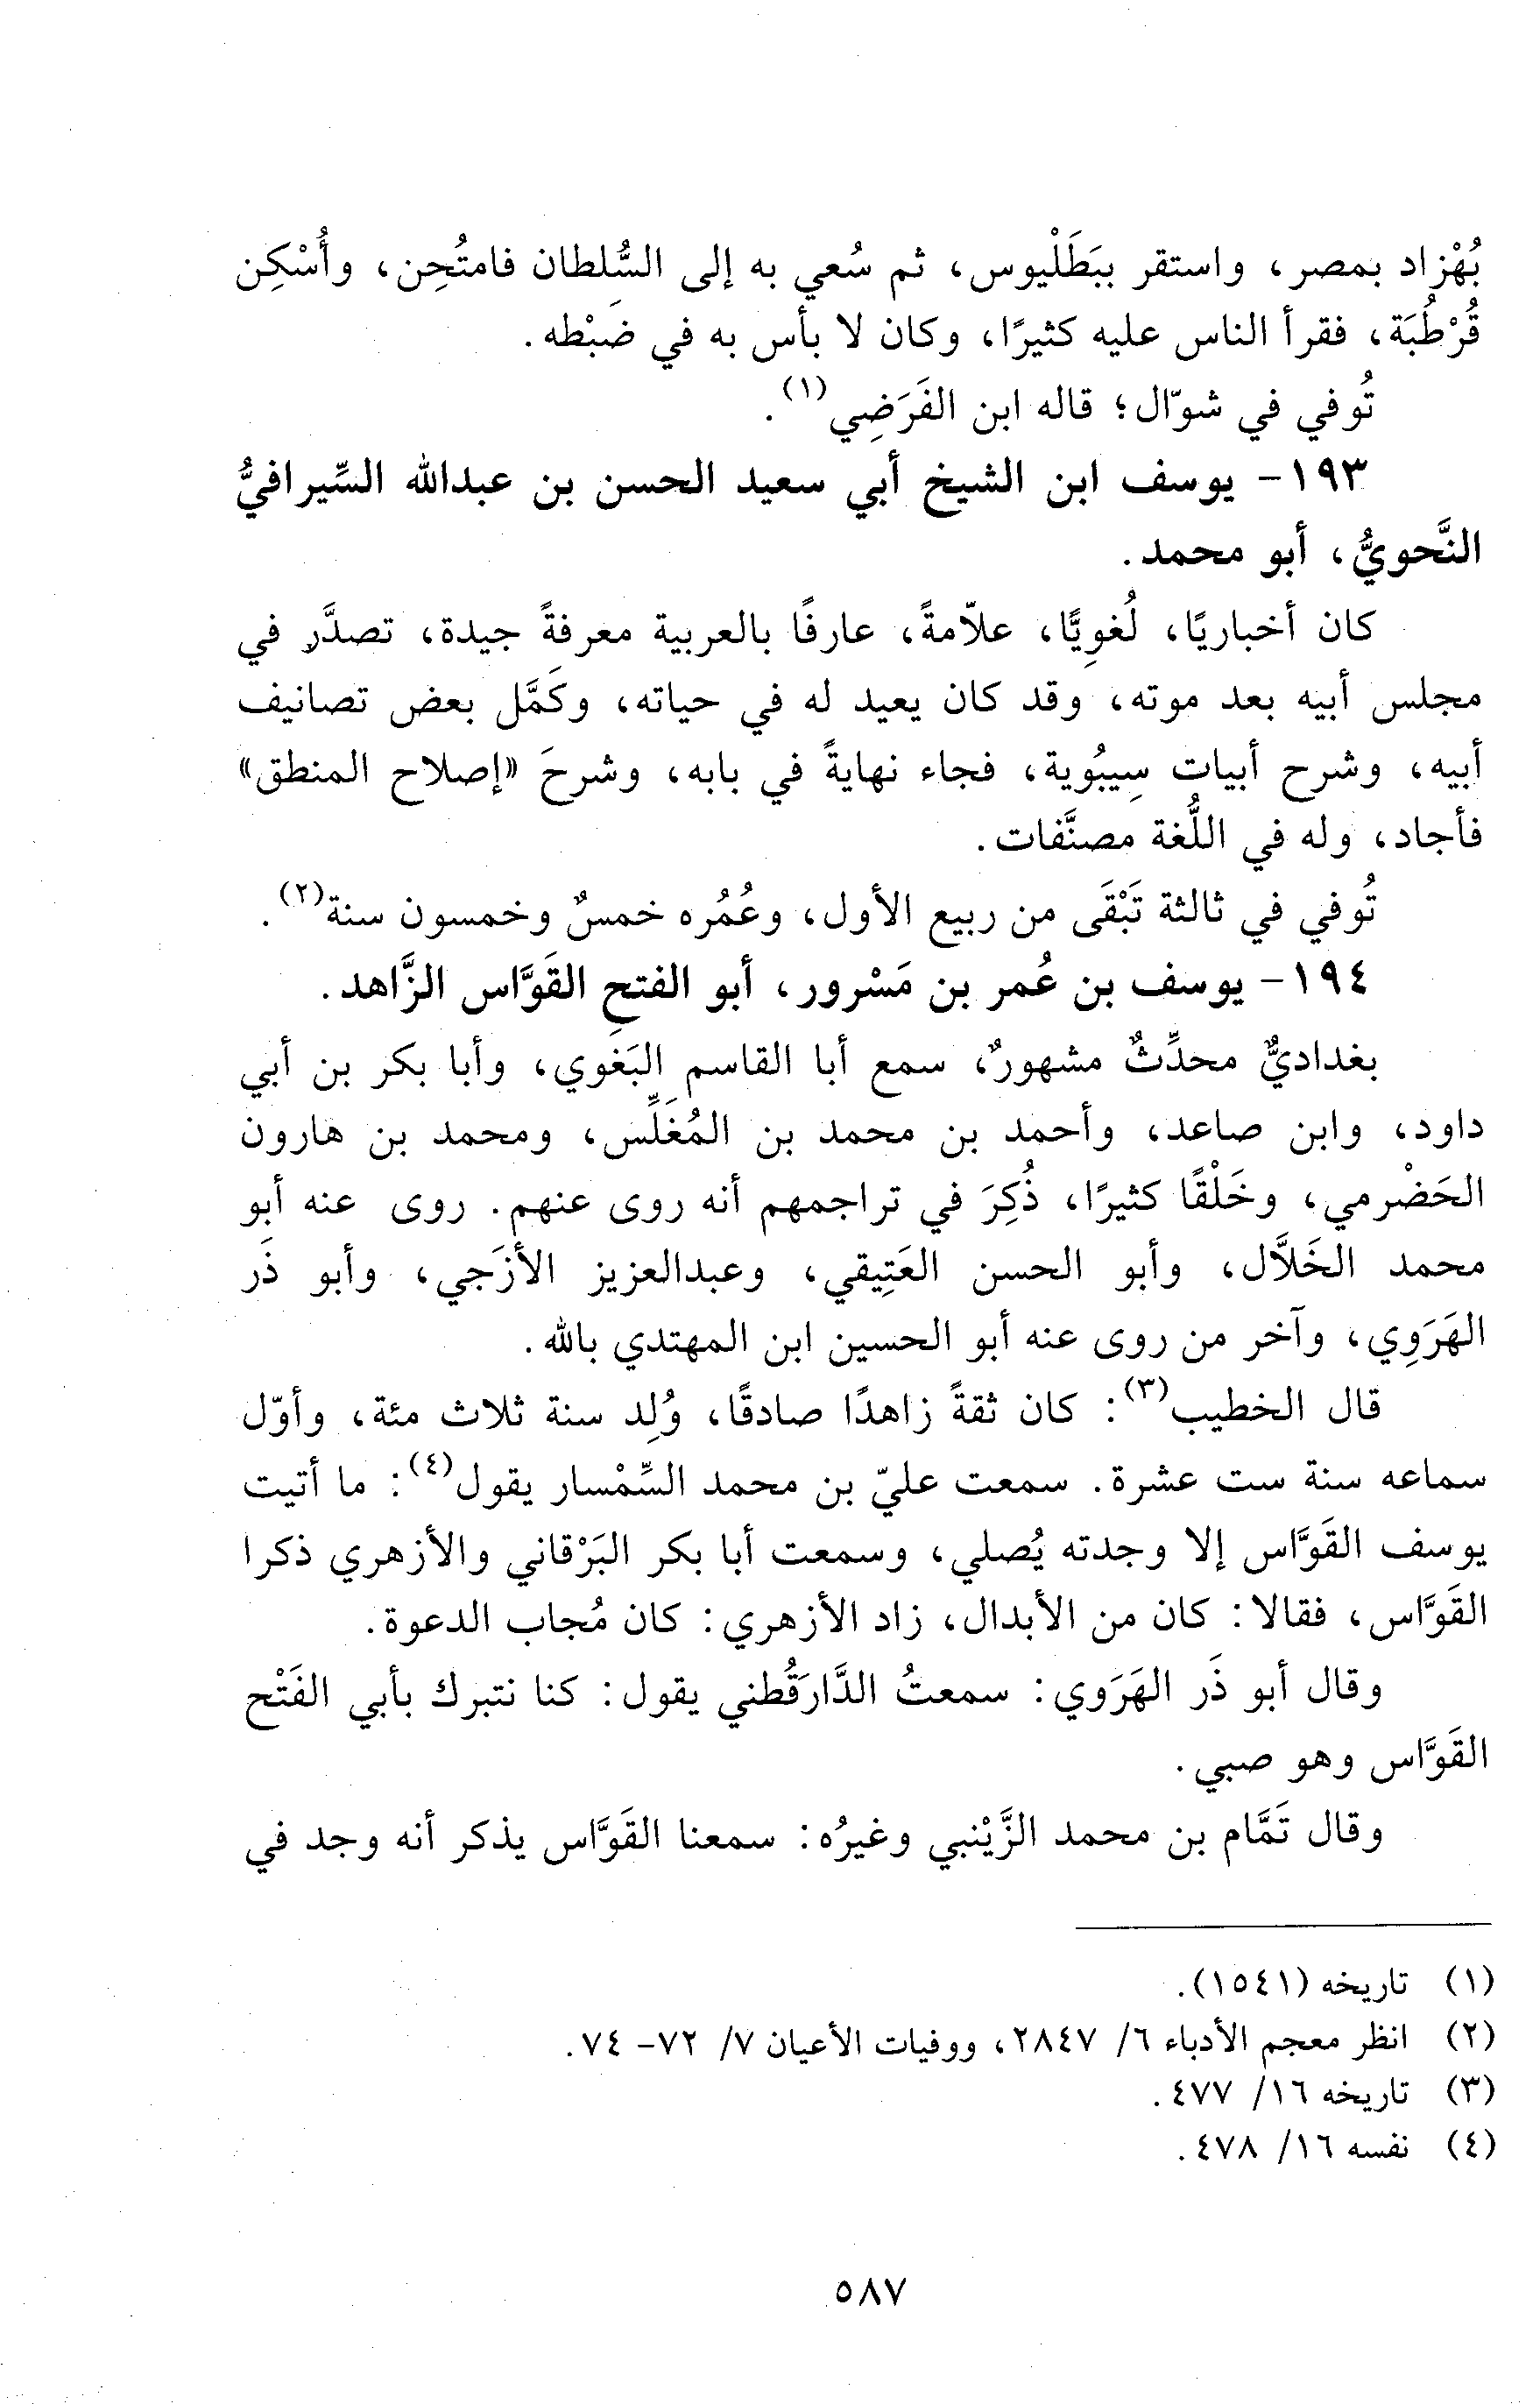 بُهْزاد بمصر، واستقر ببَطَلْيوس، ثم سُعي به إلى السُّلطان فامتُحِن، وأُسْكِن
قُرْطُبَة، فقرأ الناس عليه كثيرًا، وكان لا بأس به في ضَبْطه.
تُوفي في شوّال؛ قاله ابن الفَرَضِي(١).
١٩٣- يوسف ابن الشيخ أبي سعيد الحسن بن عبدالله السِّيرافيُّ
النَّحويُّ، أبو محمد.
كان أخباريًا، لُغوِيًّا، علاّمةً، عارفًا بالعربية معرفةً جيدة، تصدَّر في
مجلس أبيه بعد موته، وقد كان يعيد له في حياته، وكَمَّل بعض تصانيف
أبيه، وشرح أبيات سِيبُوية، فجاء نهايةً في بابه، وشرحَ «إصلاح المنطق»
فأجاد، وله في اللُّغة مصنَّفات.
تُوفي في ثالثة تَبْقَى من ربيع الأول، وعُمُره خمسٌ وخمسون سنة(٢).
١٩٤- يوسف بن عُمر بن مَسْرور، أبو الفتحِ القَوَّاس الزَّاهد.
بغداديٌّ محدِّثٌ مشهورٌ، سمع أبا القاسم البَغَوي، وأبا بكر بن أبي
داود، وابن صاعد، وأحمد بن محمد بن المُغَلِّس، ومحمد بن هارون
الحَضْرمي، وخَلْقًا كثيرًا، ذُكِرَ في تراجمهم أنه روى عنهم. روى عنه أبو
محمد الخَلاَّل، وأبو الحسن العَتِيقي، وعبدالعزيز الأزَجي، وأبو ذَر
الهَرَوِي، وآخر من روى عنه أبو الحسين ابن المهتدي بالله.
قال الخطيب(٣): كان ثقةً زاهدًا صادقًا، وُلِد سنة ثلاث مئة، وأوّل
سماعه سنة ست عشرة. سمعت عليّ بن محمد السِّمْسار يقول(٤): ما أتيت
يوسف القَوَّاس إلا وجدته يُصلي، وسمعت أبا بكر البَرْقاني والأزهري ذكرا
القَوَّاس، فقالا: كان من الأبدال، زاد الأزهري: كان مُجاب الدعوة.
وقال أبو ذَر الهَرَوي: سمعتُ الدَّارَقُطني يقول: كنا نتبرك بأبي الفَتْح
القَوَّاس وهو صبي.
وقال تَمَّام بن محمد الزَّيْنبي وغيرُه: سمعنا القَوَّاس يذكر أنه وجد في
(١) تاريخه (١٥٤١).
(٢) انظر معجم الأدباء ٦/ ٢٨٤٧، ووفيات الأعيان ٧/ ٧٢- ٧٤.
(٣) تاريخه ١٦/ ٤٧٧.
(٤) نفسه ١٦/ ٤٧٨.
٥٨٧